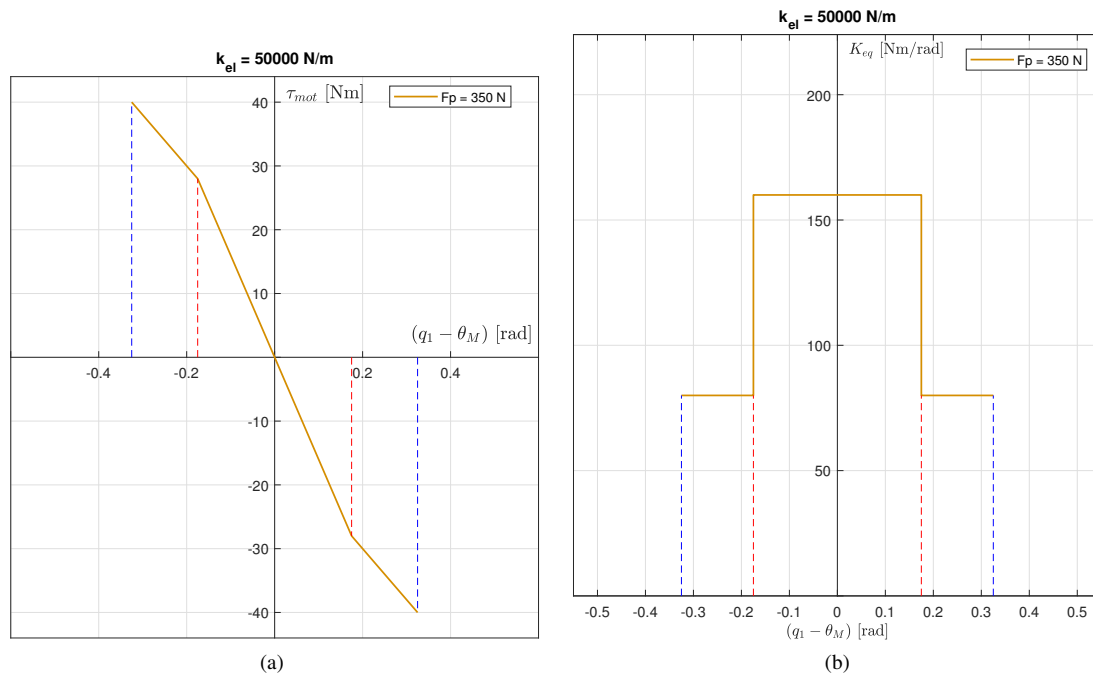 k_el = 50000 N/m
τ_mot [Nm]
Fp = 350 N
40
30
20
10
(q_1 − θ_M) [rad]
-0.4
-0.2
0.2
0.4
-10
-20
-30
-40
(a)
k_el = 50000 N/m
K_eq [Nm/rad]
Fp = 350 N
200
150
100
50
-0.5
-0.4
-0.3
-0.2
-0.1
0
0.1
0.2
0.3
0.4
0.5
(q_1 − θ_M) [rad]
(b)